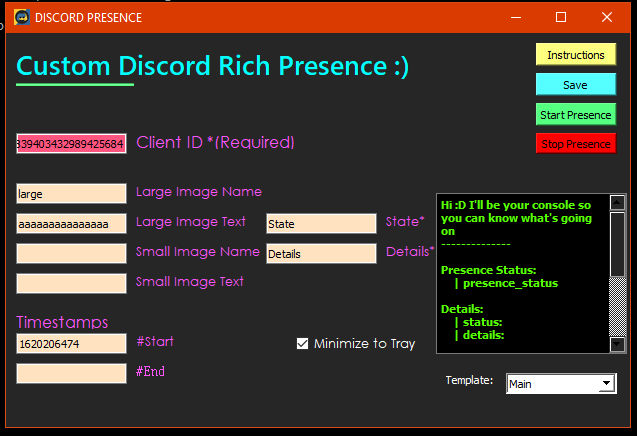 DISCORD PRESENCE
Custom Discord Rich Presence :)
Instructions
Save
Start Presence
Stop Presence
339403432989425684 Client ID *(Required)
large Large Image Name
aaaaaaaaaaaaaaa Large Image Text State State*
Small Image Name Details Details*
Small Image Text
Timestamps
1620206474 #Start
#End
Minimize to Tray
Hi :D I'll be your console so
you can know what's going
on
--------------
Presence Status:
| presence_status
Details:
| status:
| details:
Template: Main